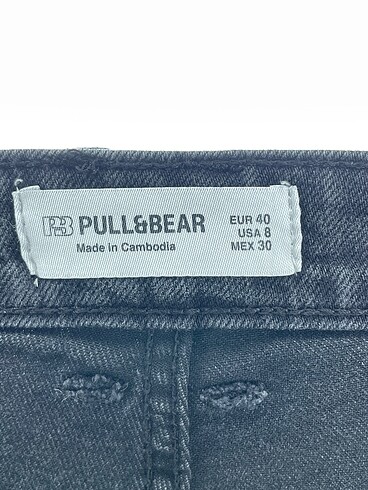 PB PULL&BEAR
Made in Cambodia
EUR 40
USA 8
MEX 30